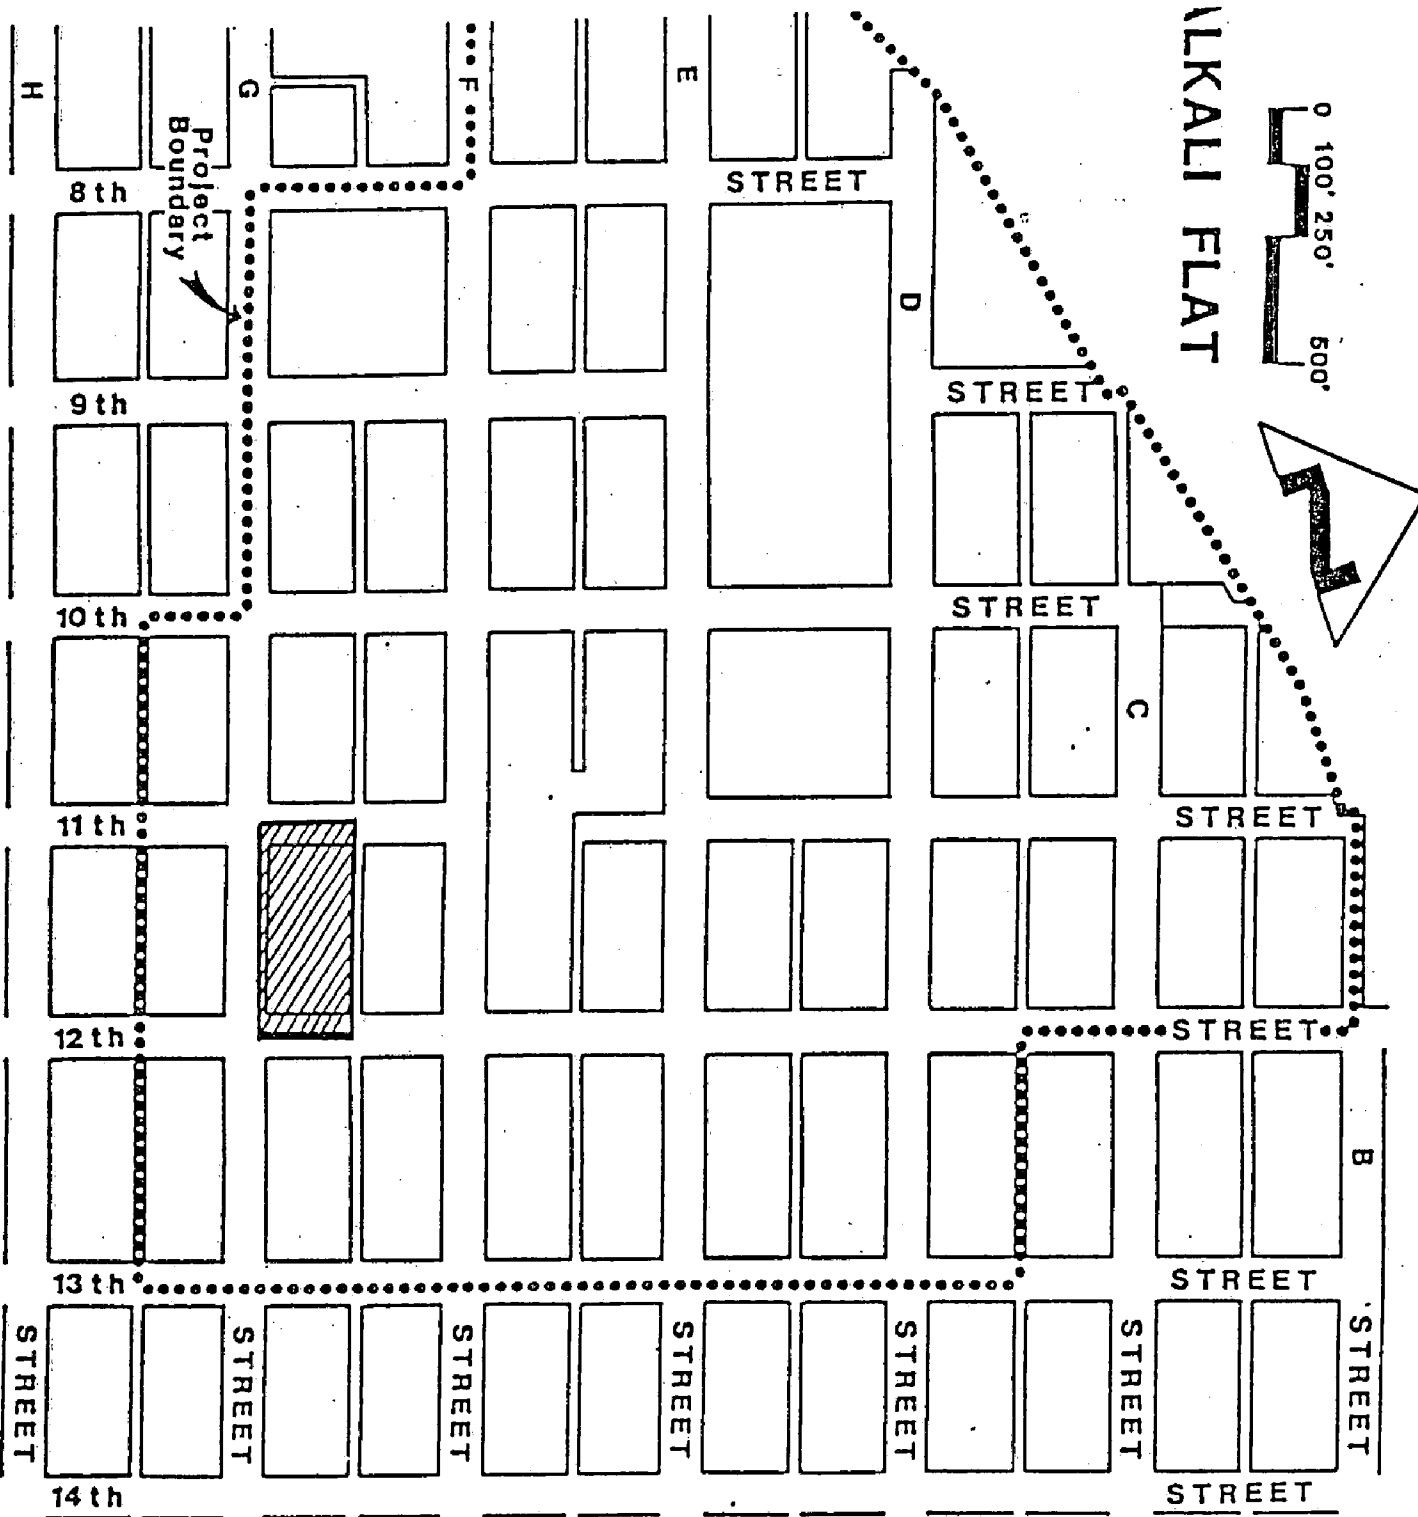 ALKALI FLAT
0 100' 250' 500'
H
G
F
E
D
C
B
Project
Boundary
8th STREET
9th STREET
10th STREET
11th STREET
12th STREET
13th STREET
STREET
STREET
STREET
STREET
STREET
STREET
STREET
14th STREET